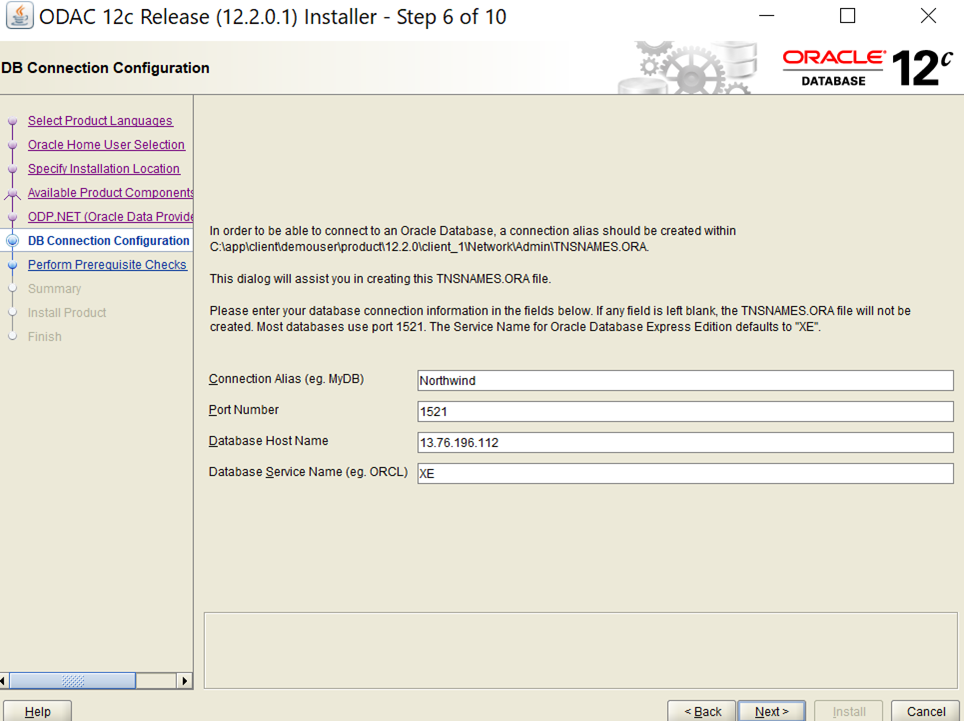 ODAC 12c Release (12.2.0.1) Installer - Step 6 of 10
DB Connection Configuration
ORACLE
DATABASE
12c
Select Product Languages
Oracle Home User Selection
Specify Installation Location
Available Product Components
ODP.NET (Oracle Data Provide
DB Connection Configuration
Perform Prerequisite Checks
Summary
Install Product
Finish
In order to be able to connect to an Oracle Database, a connection alias should be created within
C:\app\client\demouser\product\12.2.0\client_1\Network\Admin\TNSNAMES.ORA.
This dialog will assist you in creating this TNSNAMES.ORA file.
Please enter your database connection information in the fields below. If any field is left blank, the TNSNAMES.ORA file will not be
created. Most databases use port 1521. The Service Name for Oracle Database Express Edition defaults to "XE".
Connection Alias (eg. MyDB) Northwind
Port Number 1521
Database Host Name 13.76.196.112
Database Service Name (eg. ORCL) XE
Help < Back Next > Install Cancel